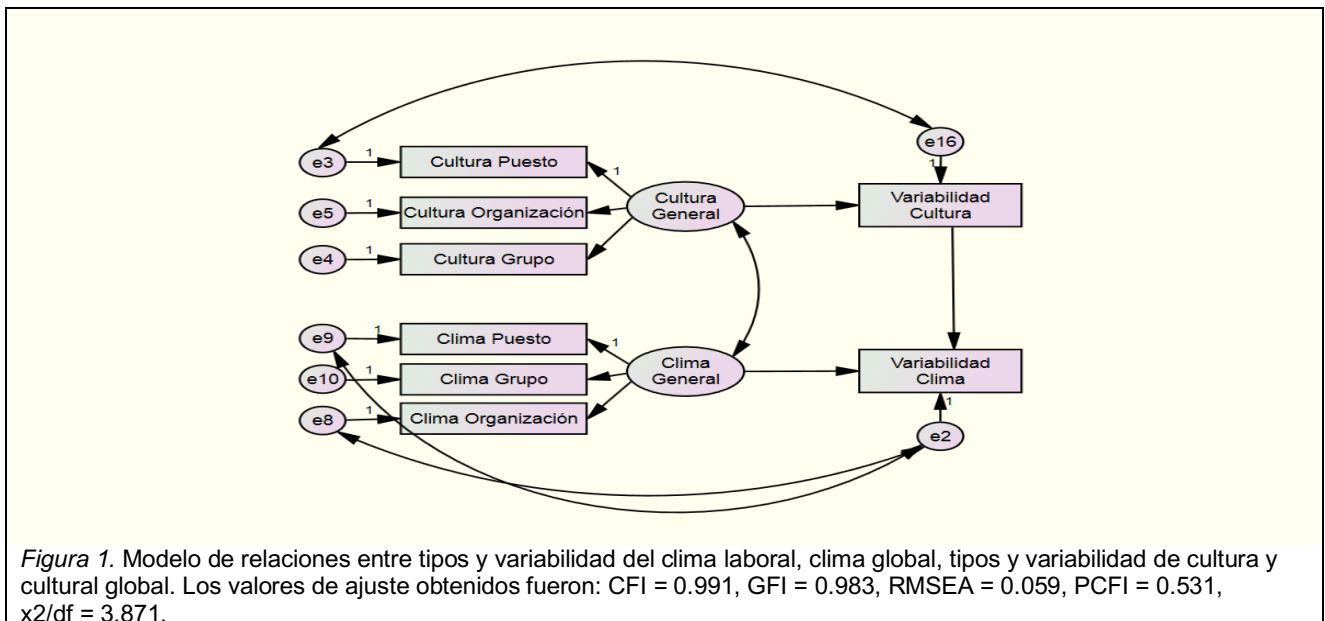 e16
1
e3
1
Cultura Puesto
1
Cultura
General
Variabilidad
Cultura
e5
1
Cultura Organización
e4
1
Cultura Grupo
e9
1
Clima Puesto
1
Clima
General
Variabilidad
Clima
e10
1
Clima Grupo
e8
1
Clima Organización
1
e2
Figura 1. Modelo de relaciones entre tipos y variabilidad del clima laboral, clima global, tipos y variabilidad de cultura y
cultural global. Los valores de ajuste obtenidos fueron: CFI = 0.991, GFI = 0.983, RMSEA = 0.059, PCFI = 0.531,
x2/df = 3.871.